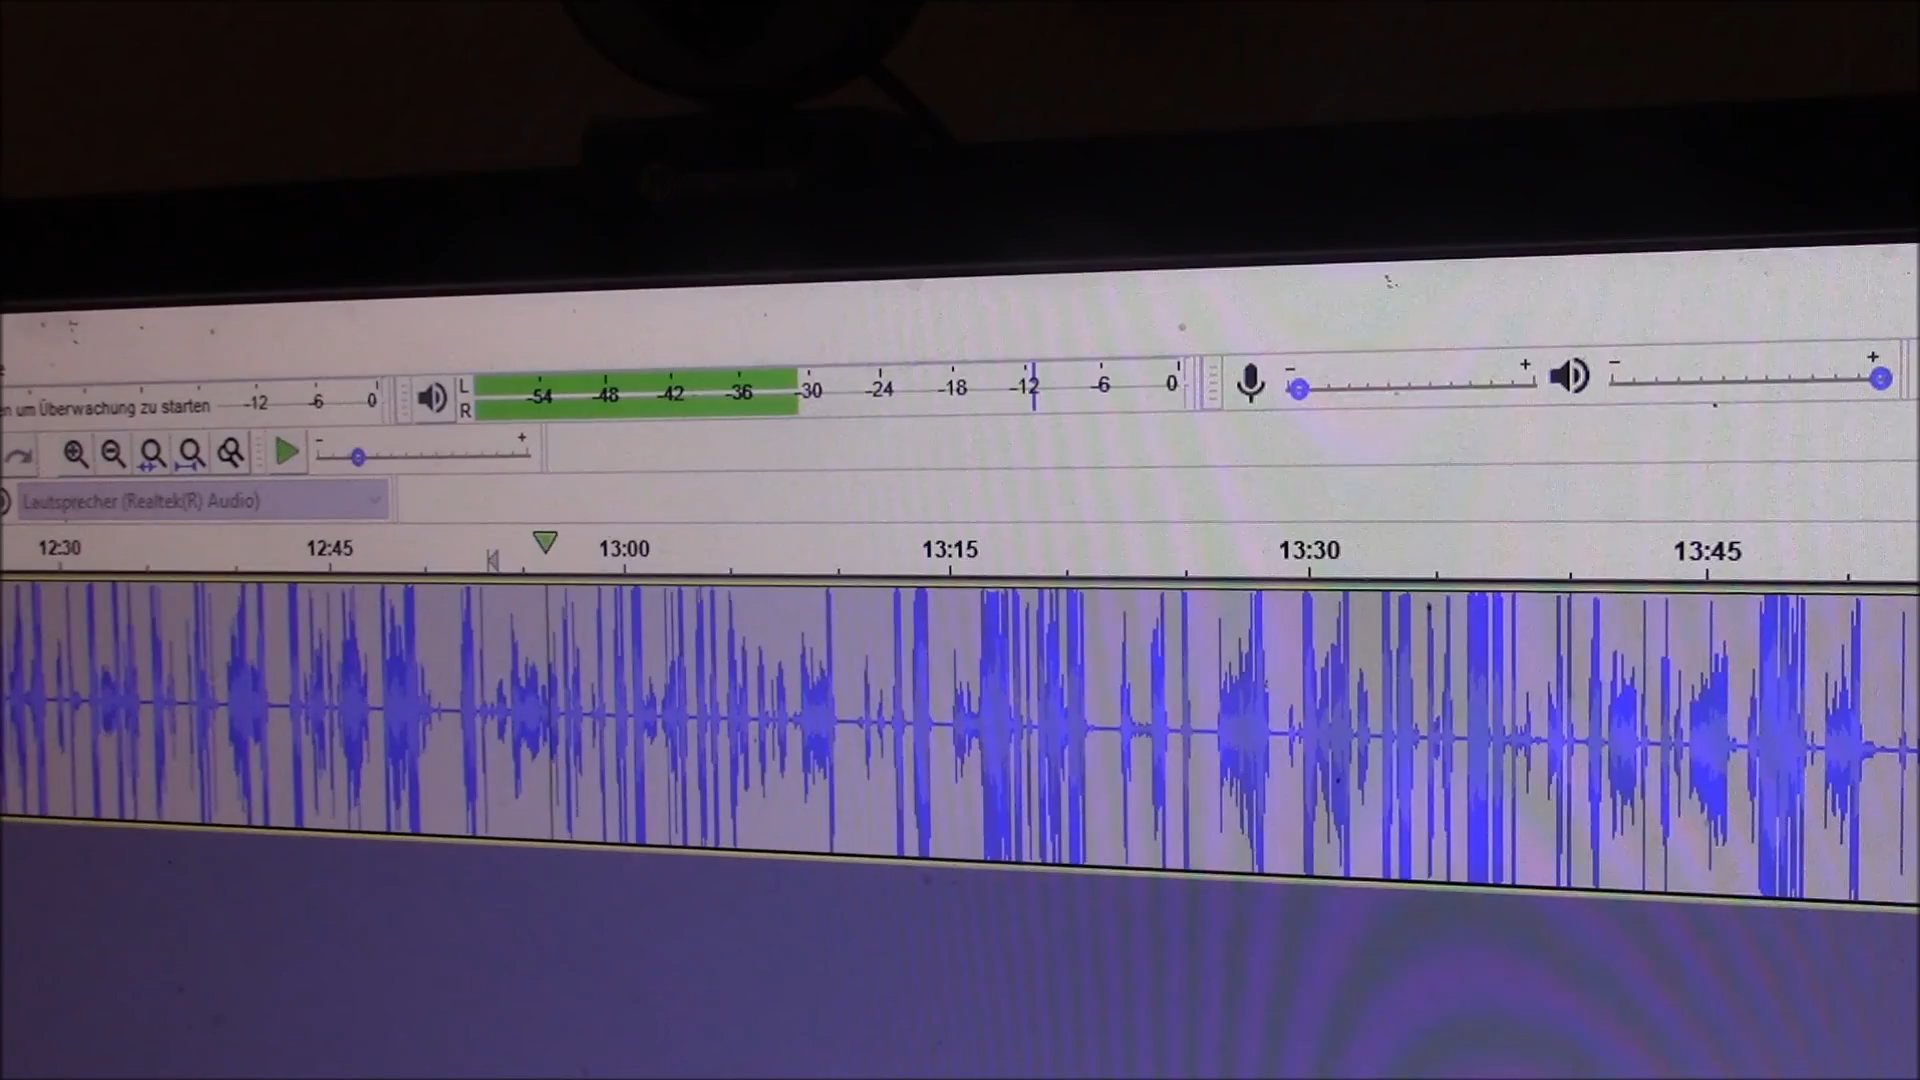 en um Überwachung zu starten -12 -6 0
L -54 -48 -42 -36 -30 -24 -18 -12 -6 0
R
- +
- +
- +
Lautsprecher (Realtek(R) Audio)
12:30 12:45 13:00 13:15 13:30 13:45